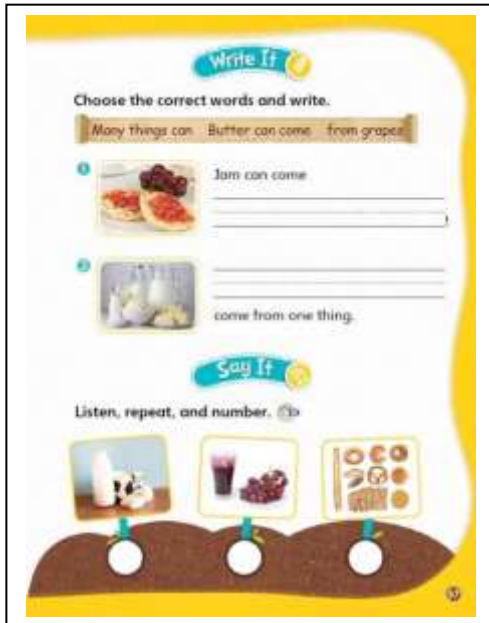 Write It
Choose the correct words and write.
Many things can Butter can come from grapes
1
Jam can come
2
come from one thing.
Say It
Listen, repeat, and number.